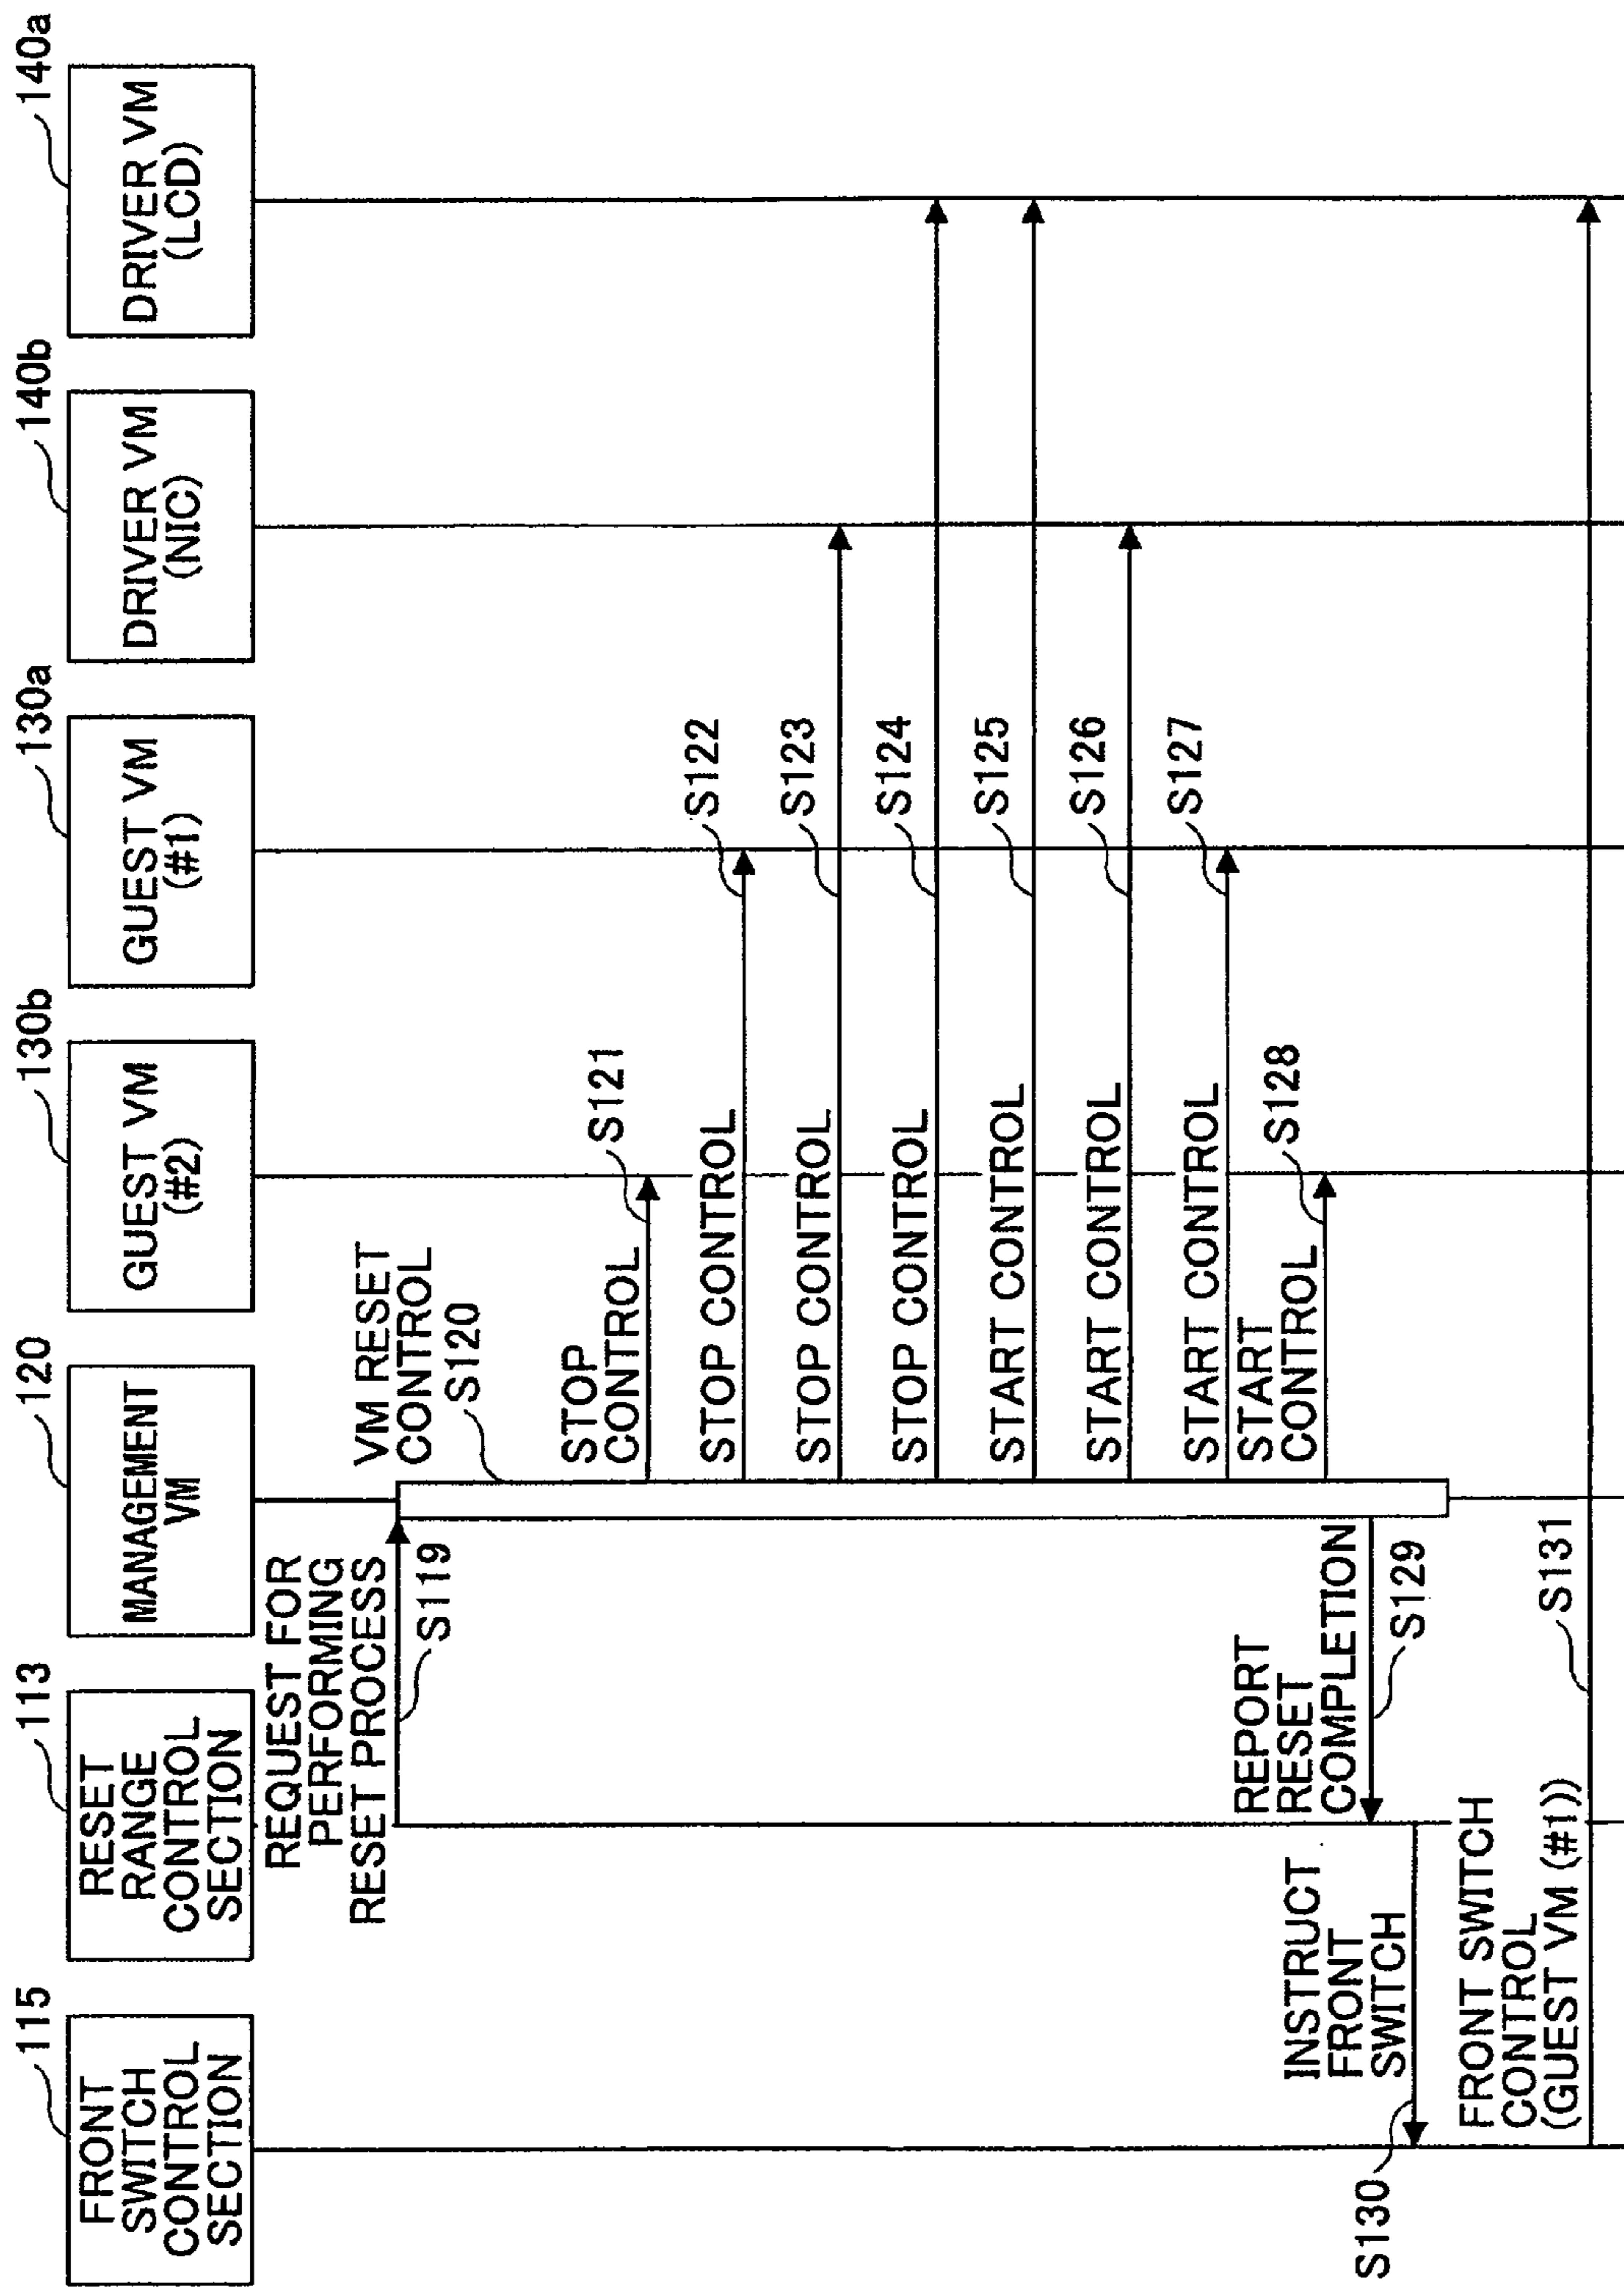 115
FRONT
SWITCH
CONTROL
SECTION
113
RESET
RANGE
CONTROL
SECTION
120
MANAGEMENT
VM
130b
GUEST VM
(#2)
130a
GUEST VM
(#1)
140b
DRIVER VM
(NIC)
140a
DRIVER VM
(LCD)
REQUEST FOR
PERFORMING
RESET PROCESS
S119
VM RESET
CONTROL
S120
STOP
CONTROL
S121
STOP CONTROL
S122
STOP CONTROL
S123
STOP CONTROL
S124
START CONTROL
S125
START CONTROL
S126
START CONTROL
S127
START
CONTROL
S128
REPORT
RESET
COMPLETION
S129
INSTRUCT
FRONT
SWITCH
S130
FRONT SWITCH
CONTROL
(GUEST VM (#1))
S131